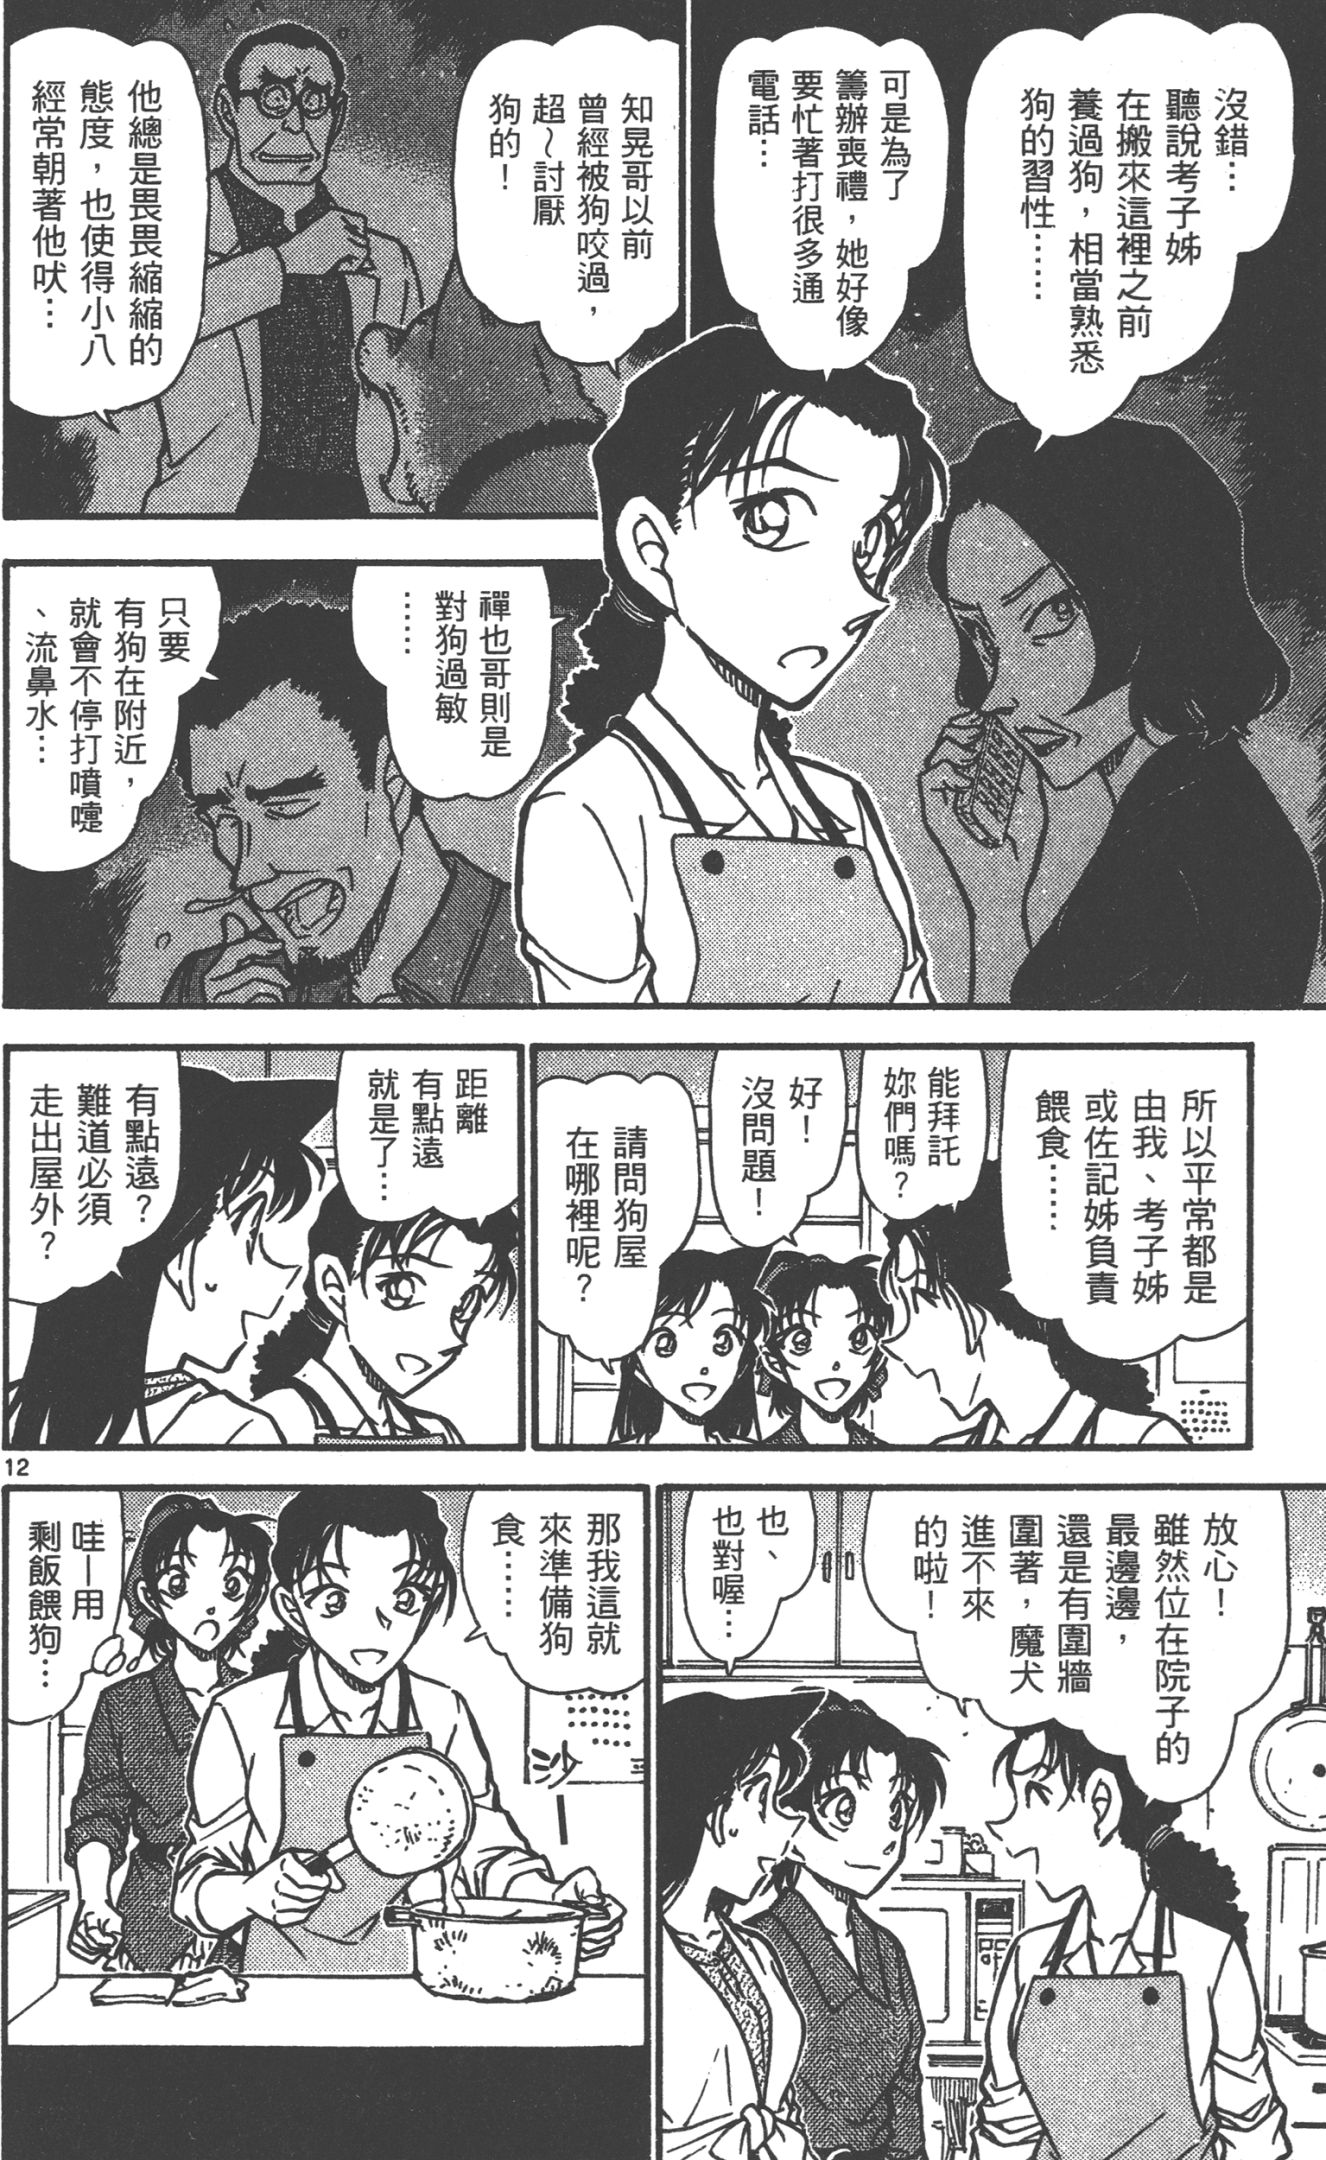 沒錯…
聽說考子姊
在搬來這裡之前
養過狗，相當熟悉
狗的習性……
可是為了
籌辦喪禮，她好像
要忙著打很多通
電話…
知晃哥以前
曾經被狗咬過，
超～討厭
狗的！
他總是畏畏縮縮的
態度，也使得小八
經常朝著他吠…
禪也哥則是
對狗過敏
……
只要
有狗在附近，
就會不停打噴嚏
、流鼻水…
所以平常都是
由我、考子姊
或佐記姊負責
餵食……
能拜託
妳們嗎？
好！
沒問題！
請問狗屋
在哪裡呢？
距離
有點遠
就是了…
有點遠？
難道必須
走出屋外？
12
放心！
雖然位在院子的
最邊邊，
還是有圍牆
圍著，魔犬
進不來
的啦！
也、
也對喔…
那我這就
來準備狗
食……
沙—
哇—用
剩飯餵狗…